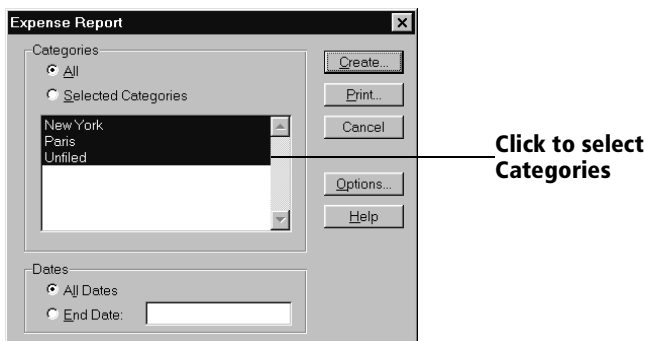 Expense Report
Categories
All
Create...
Selected Categories
Print...
New York
Paris
Unfiled
Cancel
Click to select
Categories
Options...
Help
Dates
All Dates
End Date: